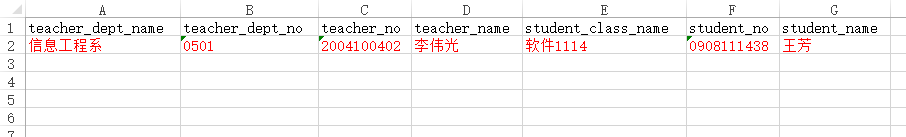 A B C D E F G
1 teacher_dept_name teacher_dept_no teacher_no teacher_name student_class_name student_no student_name
2 信息工程系 0501 2004100402 李伟光 软件1114 0908111438 王芳
3
4
5
6
7